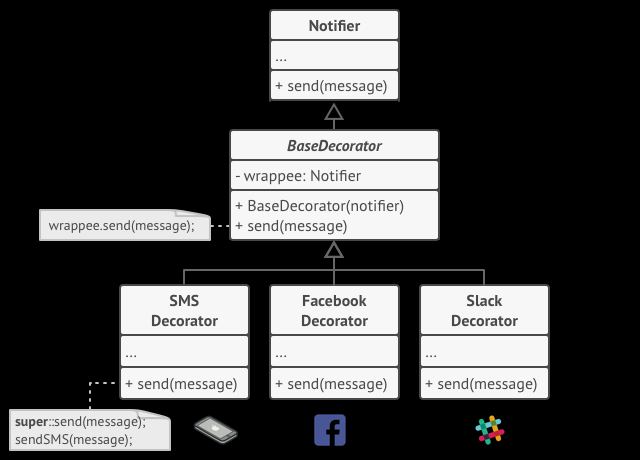 Notifier
...
+ send(message)
BaseDecorator
- wrappee: Notifier
+ BaseDecorator(notifier)
+ send(message)
wrappee.send(message);
SMS
Decorator
...
+ send(message)
Facebook
Decorator
...
+ send(message)
Slack
Decorator
...
+ send(message)
super::send(message);
sendSMS(message);